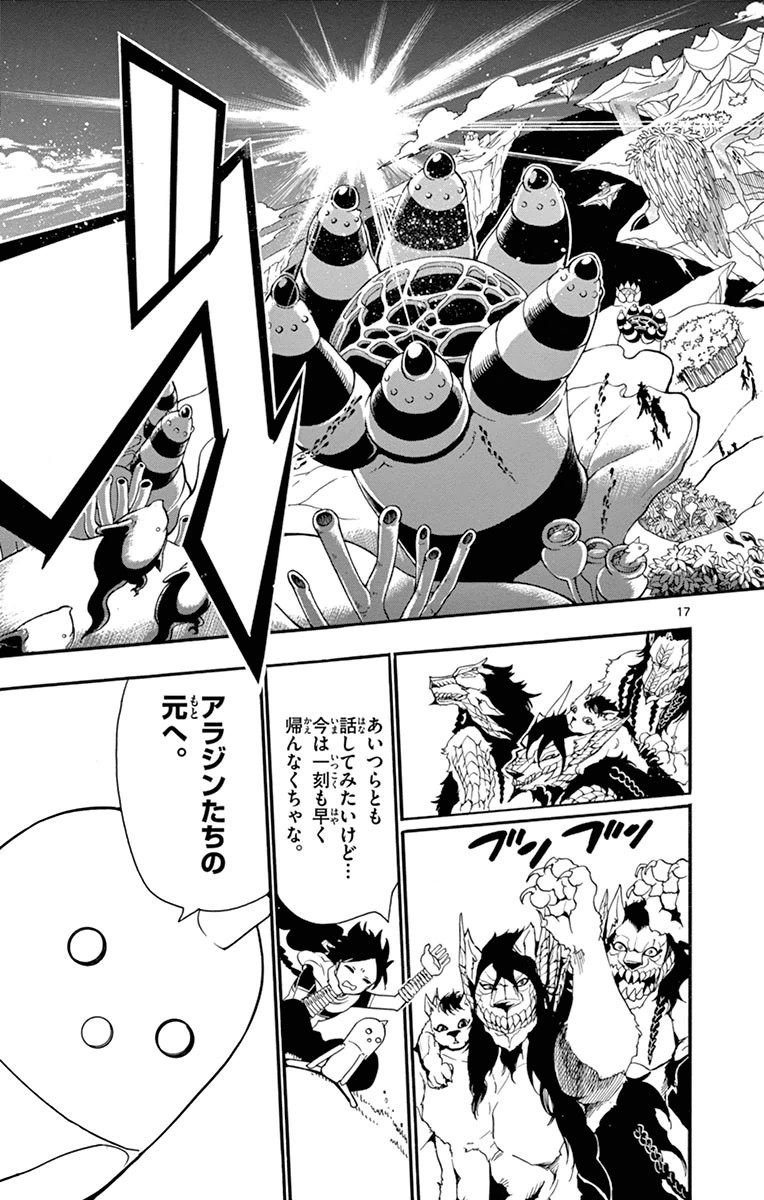 17
ブン
ブン
あいつらとも
話してみたいけど…
今は一刻も早く
帰んなくちゃな。
アラジンたちの
元へ。